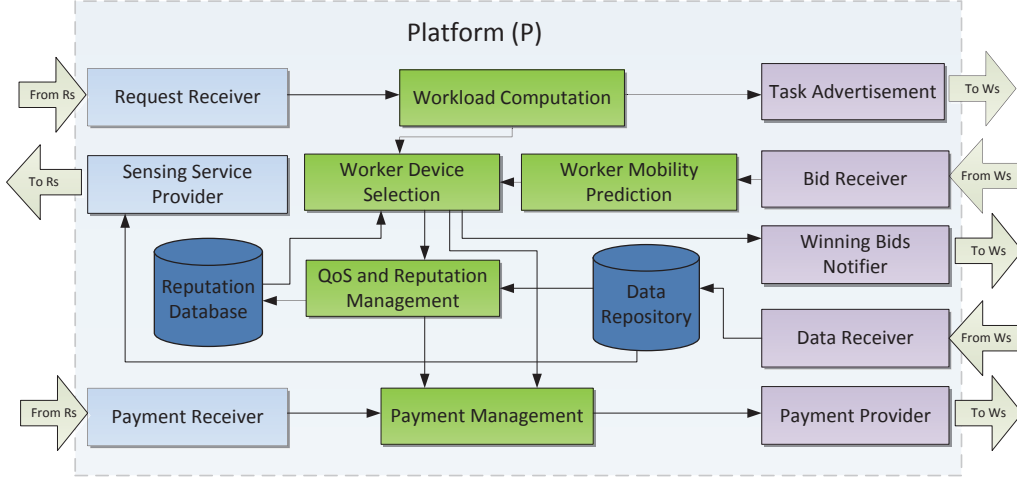 Platform (P)
From Rs
Request Receiver
Workload Computation
Task Advertisement
To Ws
To Rs
Sensing Service
Provider
Worker Device
Selection
Worker Mobility
Prediction
Bid Receiver
From Ws
Reputation
Database
QoS and Reputation
Management
Data
Repository
Winning Bids
Notifier
To Ws
Data Receiver
From Ws
From Rs
Payment Receiver
Payment Management
Payment Provider
To Ws